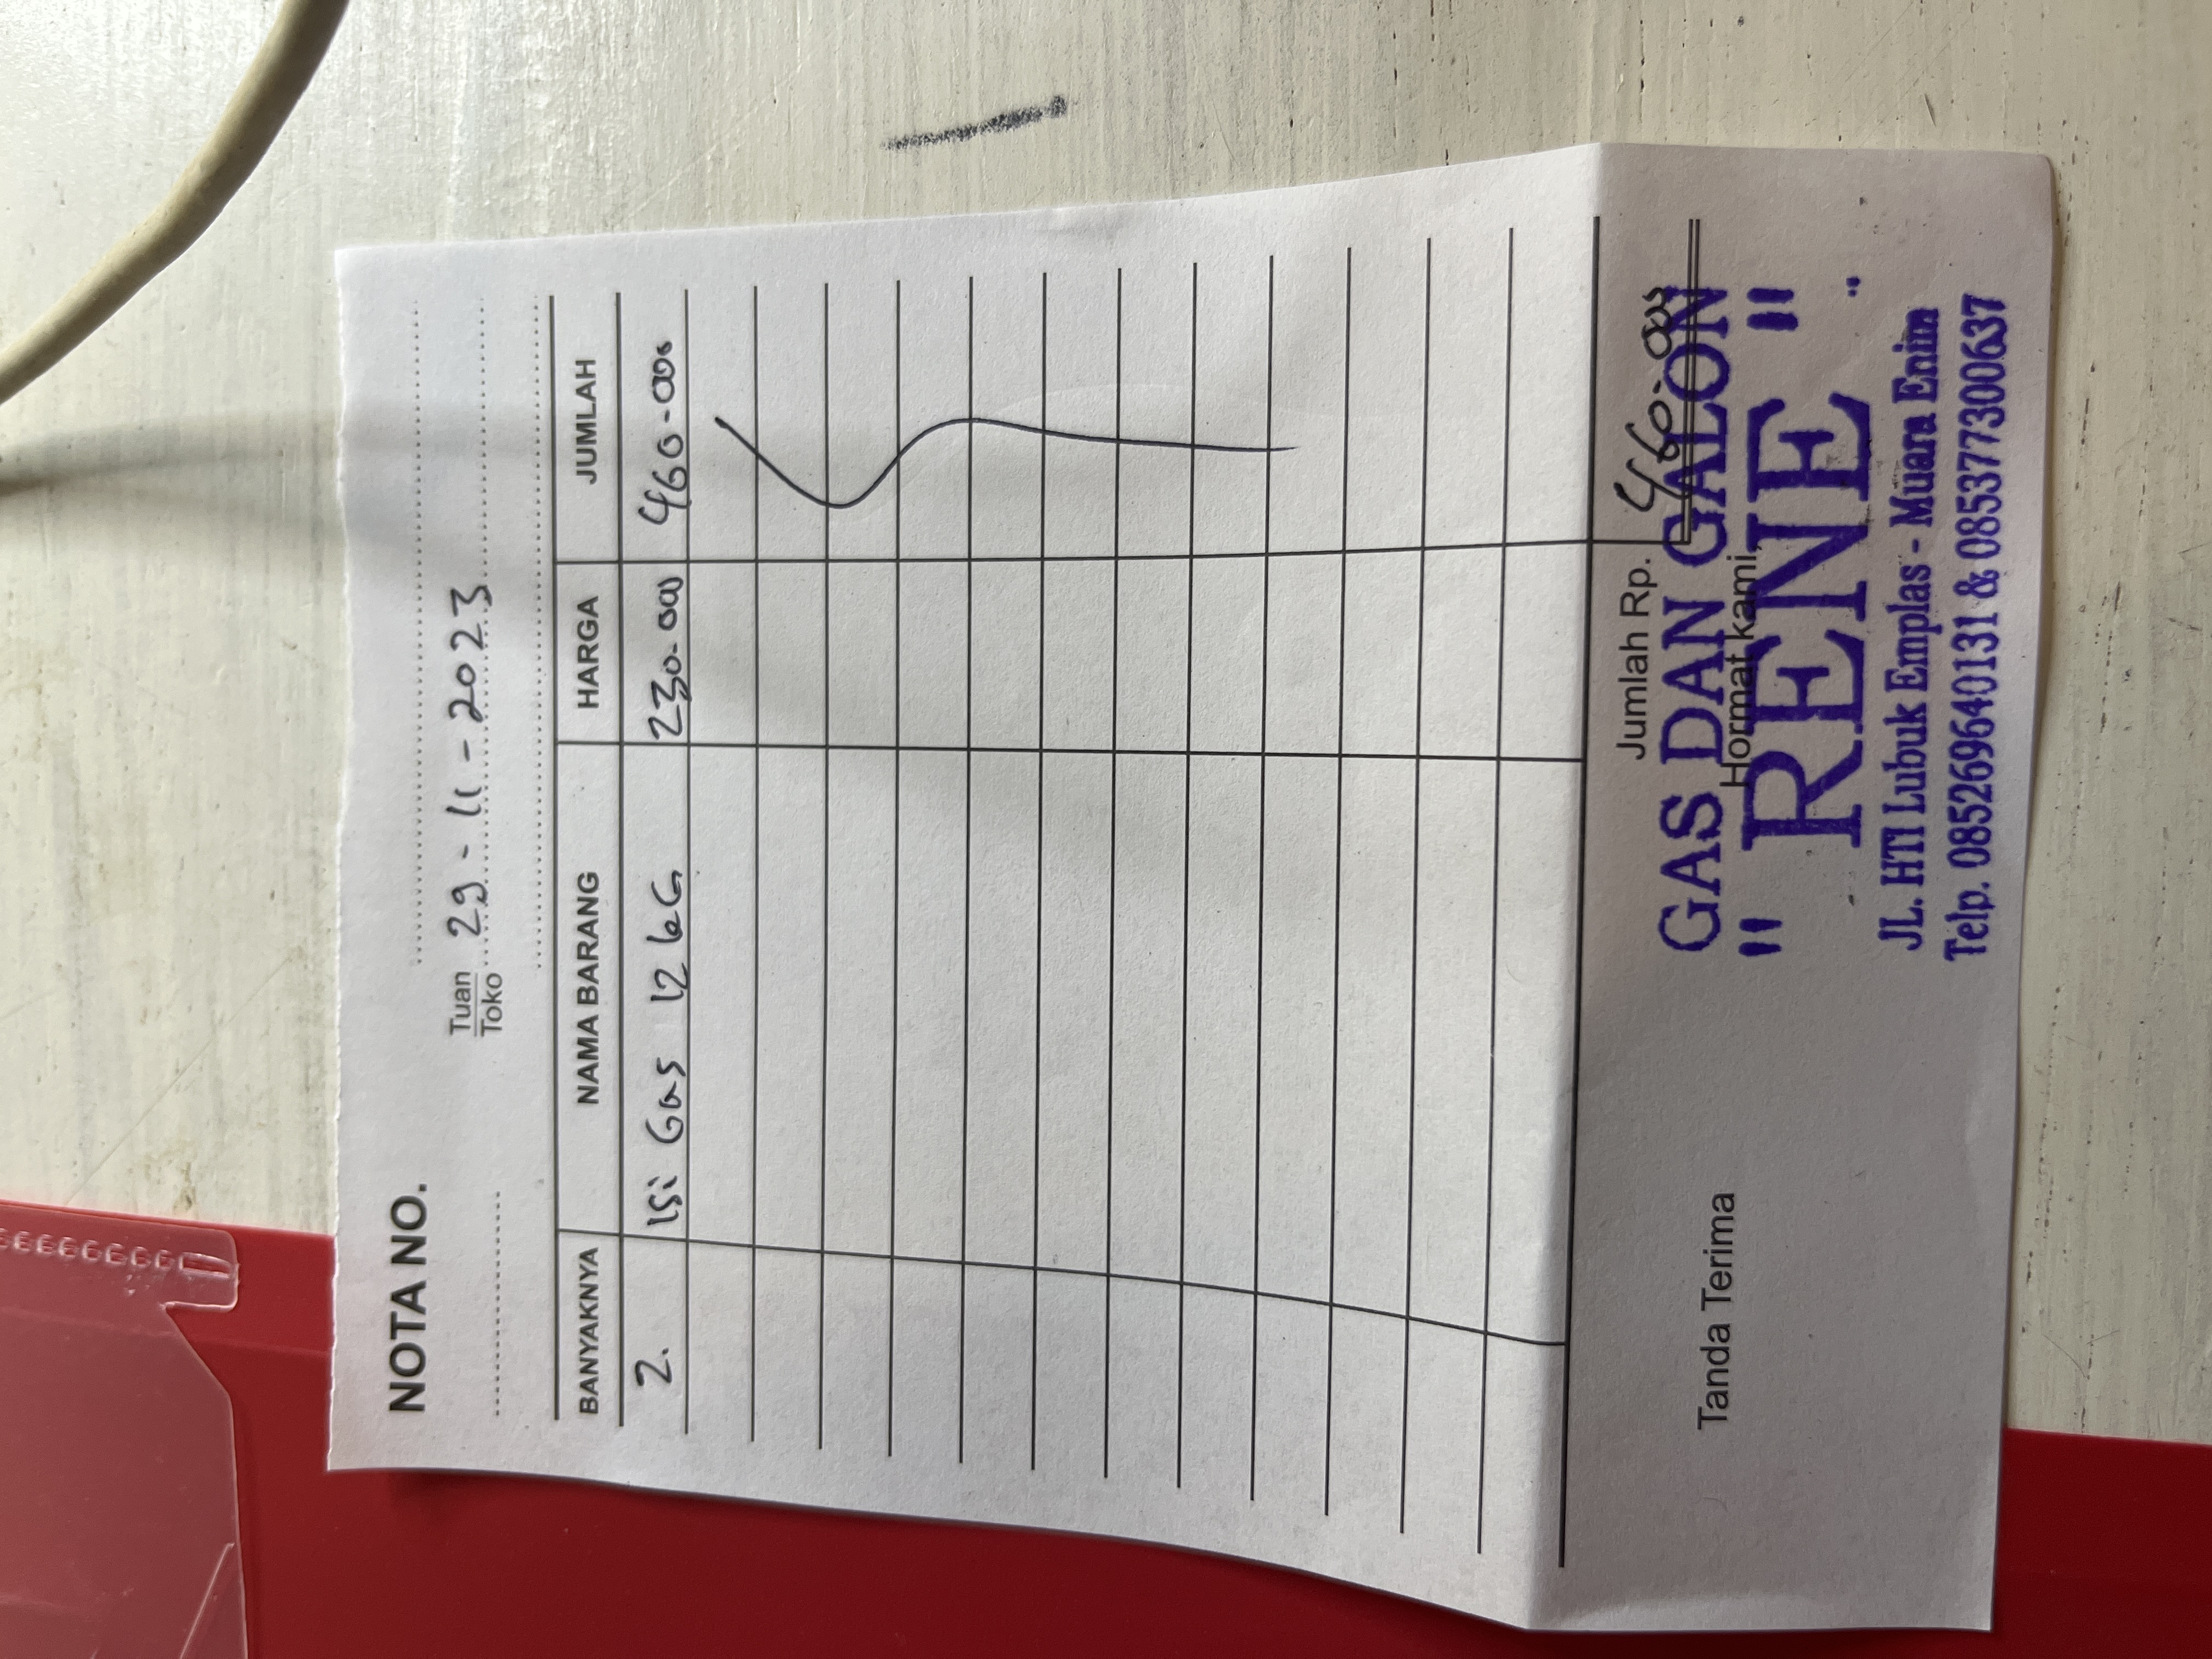 NOTA NO.
Tuan
Toko 29-11-2023
BANYAKNYA NAMA BARANG HARGA JUMLAH
2. Isi Gas 12 kG 230-000 460-000
Jumlah Rp. 460-000
Tanda Terima Hormat kami,
GAS DAN GALON
"RENE"
JL. HTI Lubuk Emplas - Muara Enim
Telp. 085269640131 & 085377300637